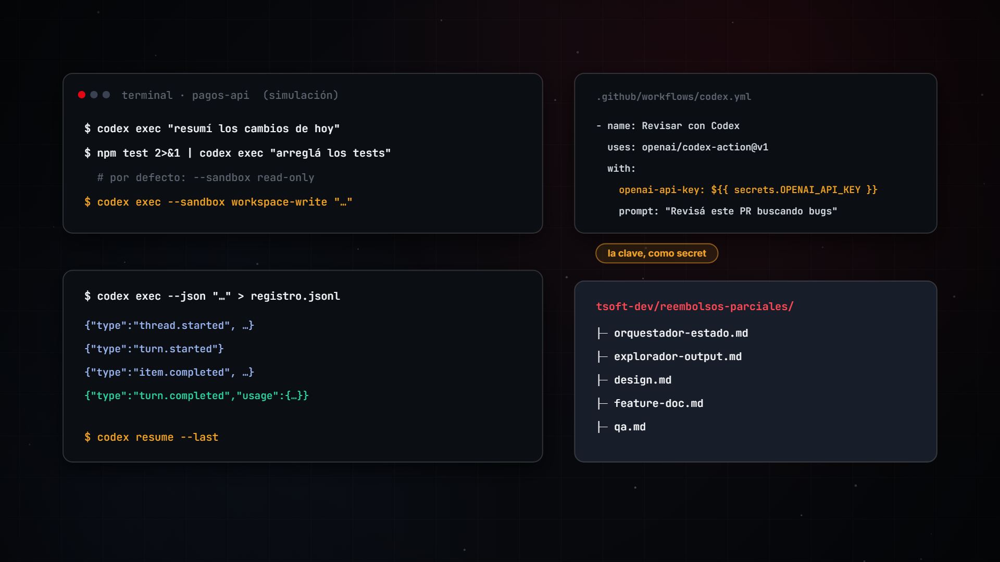 terminal · pagos-api (simulación)
$ codex exec "resumí los cambios de hoy"
$ npm test 2>&1 | codex exec "arreglá los tests"
# por defecto: --sandbox read-only
$ codex exec --sandbox workspace-write "…"
.github/workflows/codex.yml
- name: Revisar con Codex
uses: openai/codex-action@v1
with:
openai-api-key: ${{ secrets.OPENAI_API_KEY }}
prompt: "Revisá este PR buscando bugs"
la clave, como secret
$ codex exec --json "…" > registro.jsonl
{"type":"thread.started", …}
{"type":"turn.started"}
{"type":"item.completed", …}
{"type":"turn.completed","usage":{…}}
$ codex resume --last
tsoft-dev/reembolsos-parciales/
├─ orquestador-estado.md
├─ explorador-output.md
├─ design.md
├─ feature-doc.md
├─ qa.md